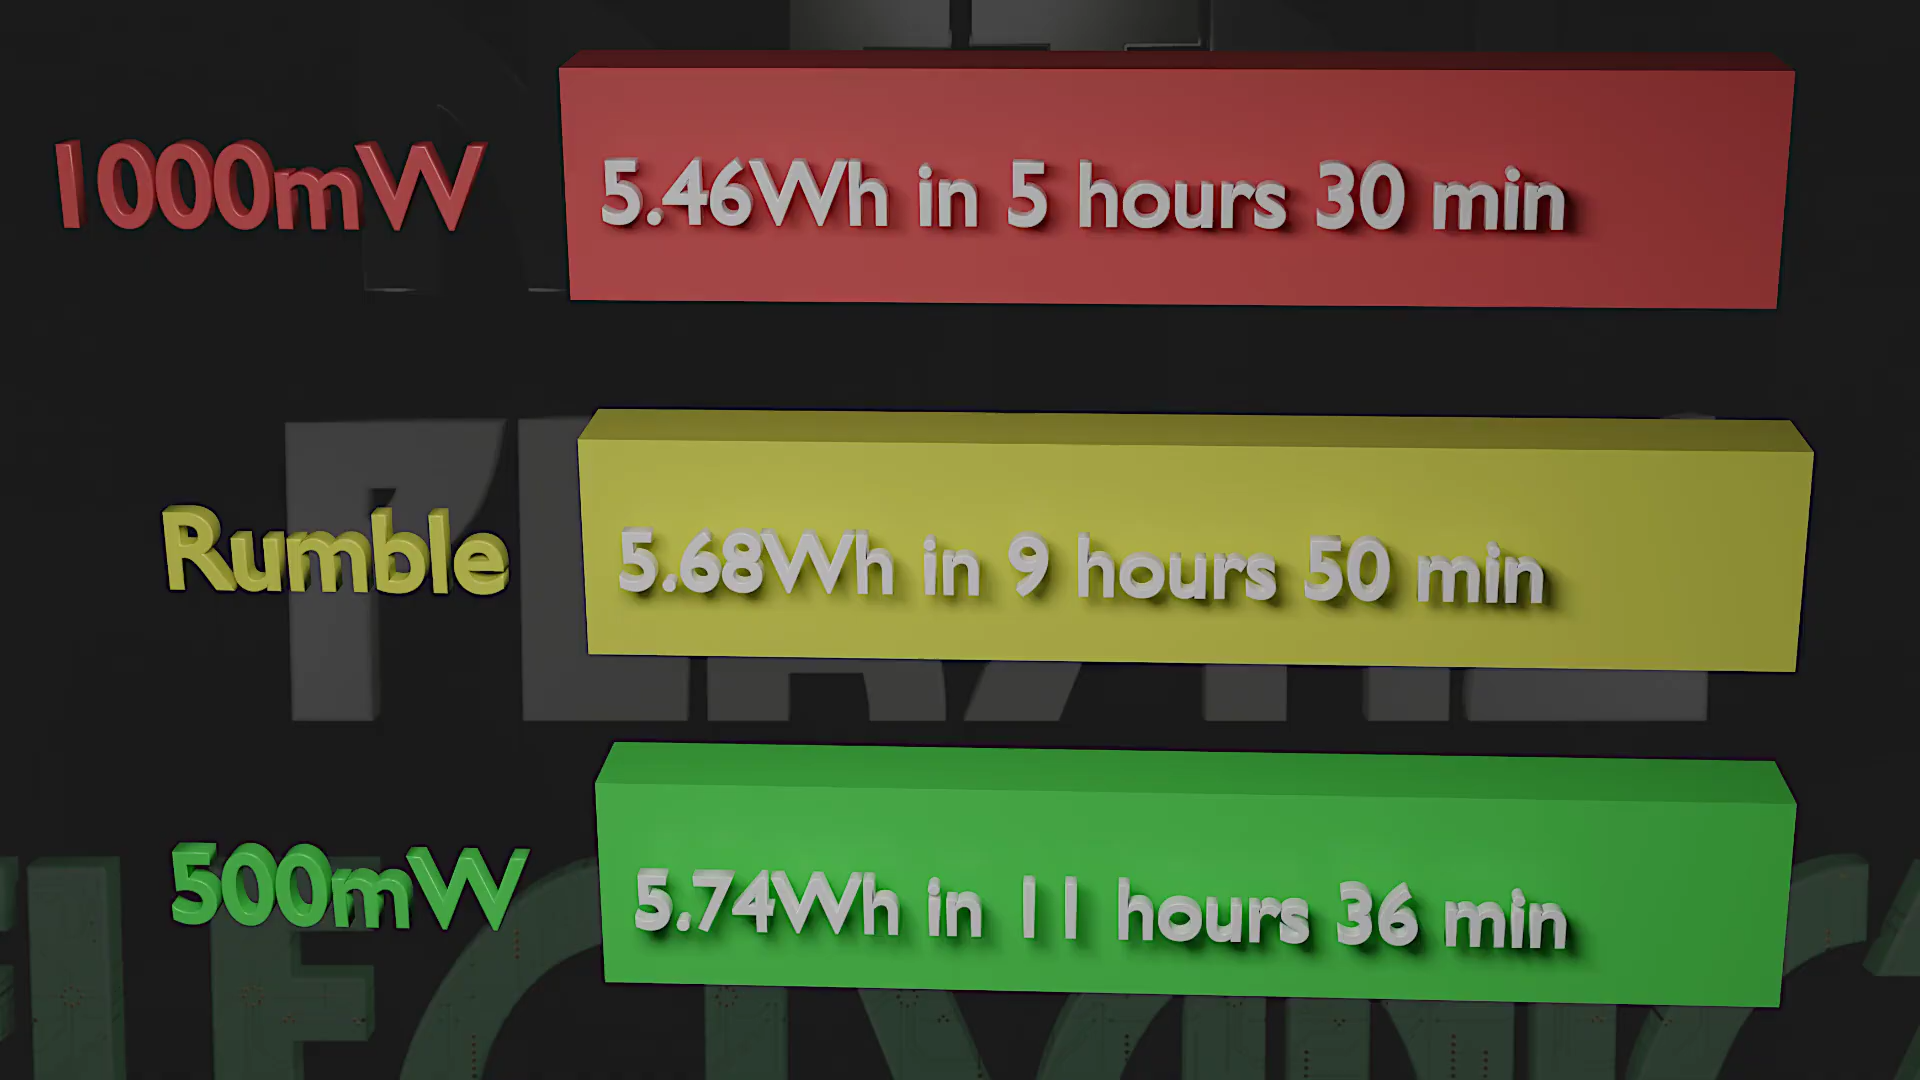 1000mW
5.46Wh in 5 hours 30 min
Rumble
5.68Wh in 9 hours 50 min
500mW
5.74Wh in 11 hours 36 min